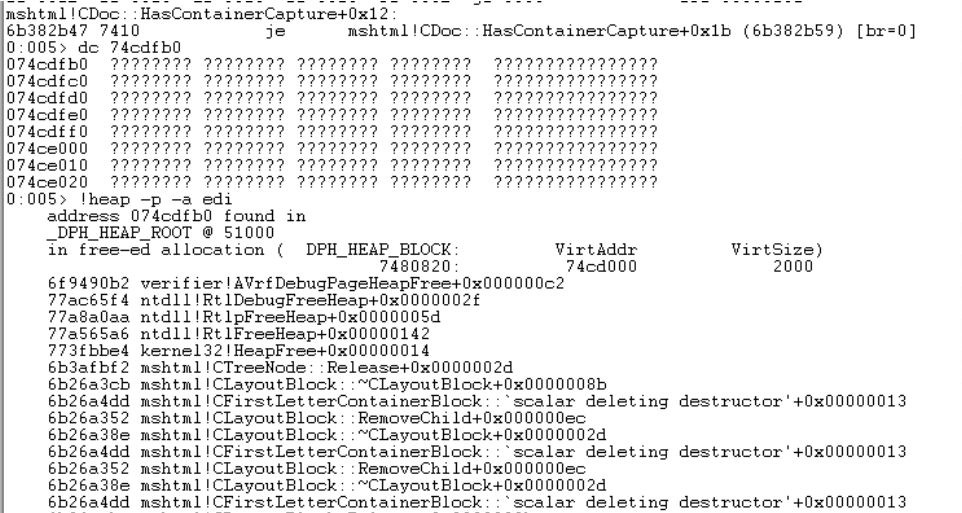 mshtml!CDoc::HasContainerCapture+0x12:
6b382b47 7410 je mshtml!CDoc::HasContainerCapture+0x1b (6b382b59) [br=0]
0:005> dc 74cdfb0
074cdfb0 ???????? ???????? ???????? ???????? ????????????????
074cdfc0 ???????? ???????? ???????? ???????? ????????????????
074cdfd0 ???????? ???????? ???????? ???????? ????????????????
074cdfe0 ???????? ???????? ???????? ???????? ????????????????
074cdff0 ???????? ???????? ???????? ???????? ????????????????
074ce000 ???????? ???????? ???????? ???????? ????????????????
074ce010 ???????? ???????? ???????? ???????? ????????????????
074ce020 ???????? ???????? ???????? ???????? ????????????????
0:005> !heap -p -a edi
address 074cdfb0 found in
_DPH_HEAP_ROOT @ 51000
in free-ed allocation ( DPH_HEAP_BLOCK: VirtAddr VirtSize)
7480820: 74cd000 2000
6f9490b2 verifier!AVrfDebugPageHeapFree+0x000000c2
77ac65f4 ntdll!RtlDebugFreeHeap+0x0000002f
77a8a0aa ntdll!RtlpFreeHeap+0x0000005d
77a565a6 ntdll!RtlFreeHeap+0x00000142
773fbbe4 kernel32!HeapFree+0x00000014
6b3afbf2 mshtml!CTreeNode::Release+0x0000002d
6b26a3cb mshtml!CLayoutBlock::~CLayoutBlock+0x0000008b
6b26a4dd mshtml!CFirstLetterContainerBlock::`scalar deleting destructor'+0x00000013
6b26a352 mshtml!CLayoutBlock::RemoveChild+0x000000ec
6b26a38e mshtml!CLayoutBlock::~CLayoutBlock+0x0000002d
6b26a4dd mshtml!CFirstLetterContainerBlock::`scalar deleting destructor'+0x00000013
6b26a352 mshtml!CLayoutBlock::RemoveChild+0x000000ec
6b26a38e mshtml!CLayoutBlock::~CLayoutBlock+0x0000002d
6b26a4dd mshtml!CFirstLetterContainerBlock::`scalar deleting destructor'+0x00000013